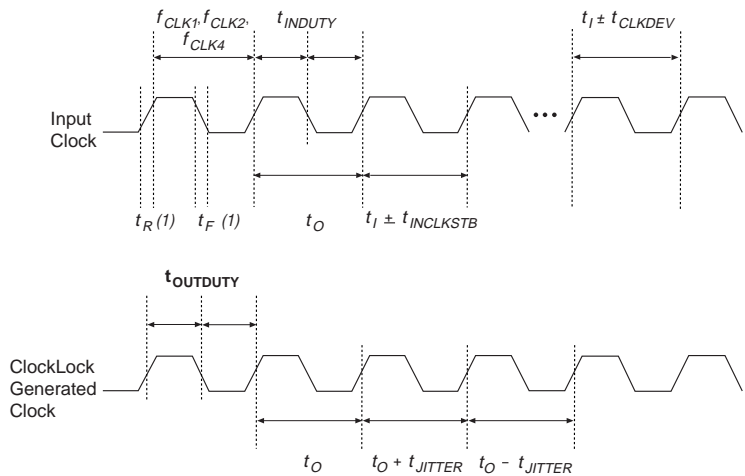 fCLK1, fCLK2,
fCLK4
tINDUTY
tI ± tCLKDEV
Input
Clock
tR (1)
tF (1)
tO
tI ± tINCLKSTB
tOUTDUTY
ClockLock
Generated
Clock
tO
tO + tJITTER
tO – tJITTER